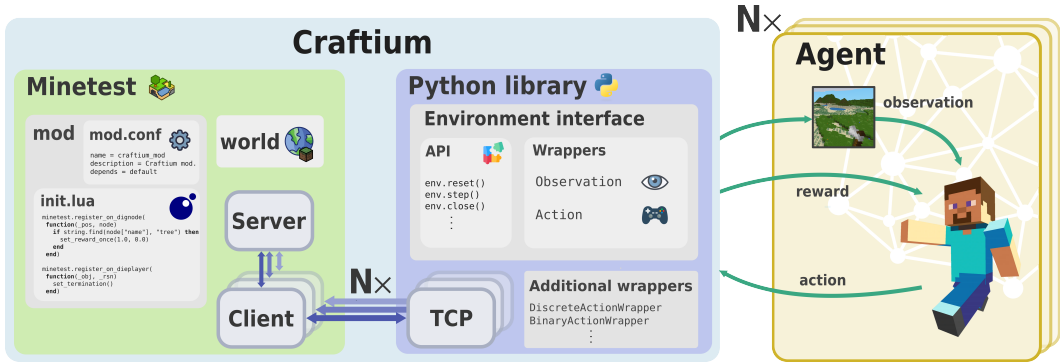 Craftium
Minetest
mod
mod.conf
name = craftium_mod
description = Craftium mod.
depends = default
init.lua
minetest.register_on_dignode(
function(_pos, node)
if string.find(node["name"], "tree") then
set_reward_once(1.0, 0.0)
end
end)
minetest.register_on_dieplayer(
function(_obj, _rsn)
set_termination()
end)
world
Server
Client
N×
Python library
Environment interface
API
env.reset()
env.step()
env.close()
⋮
Wrappers
Observation
Action
TCP
Additional wrappers
DiscreteActionWrapper
BinaryActionWrapper
⋮
N×
Agent
observation
reward
action